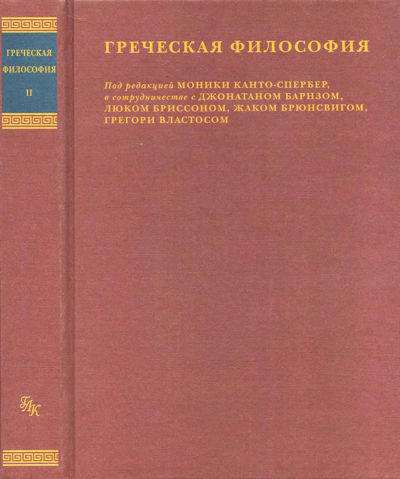 ГРЕЧЕСКАЯ
ФИЛОСОФИЯ
II
ГЛК
ГРЕЧЕСКАЯ ФИЛОСОФИЯ
Под редакцией МОНИКИ КАНТО-СПЕРБЕР,
в сотрудничестве с ДЖОНАТАНОМ БАРНЗОМ,
ЛЮКОМ БРИССОНОМ, ЖАКОМ БРЮНСВИГОМ,
ГРЕГОРИ ВЛАСТОСОМ